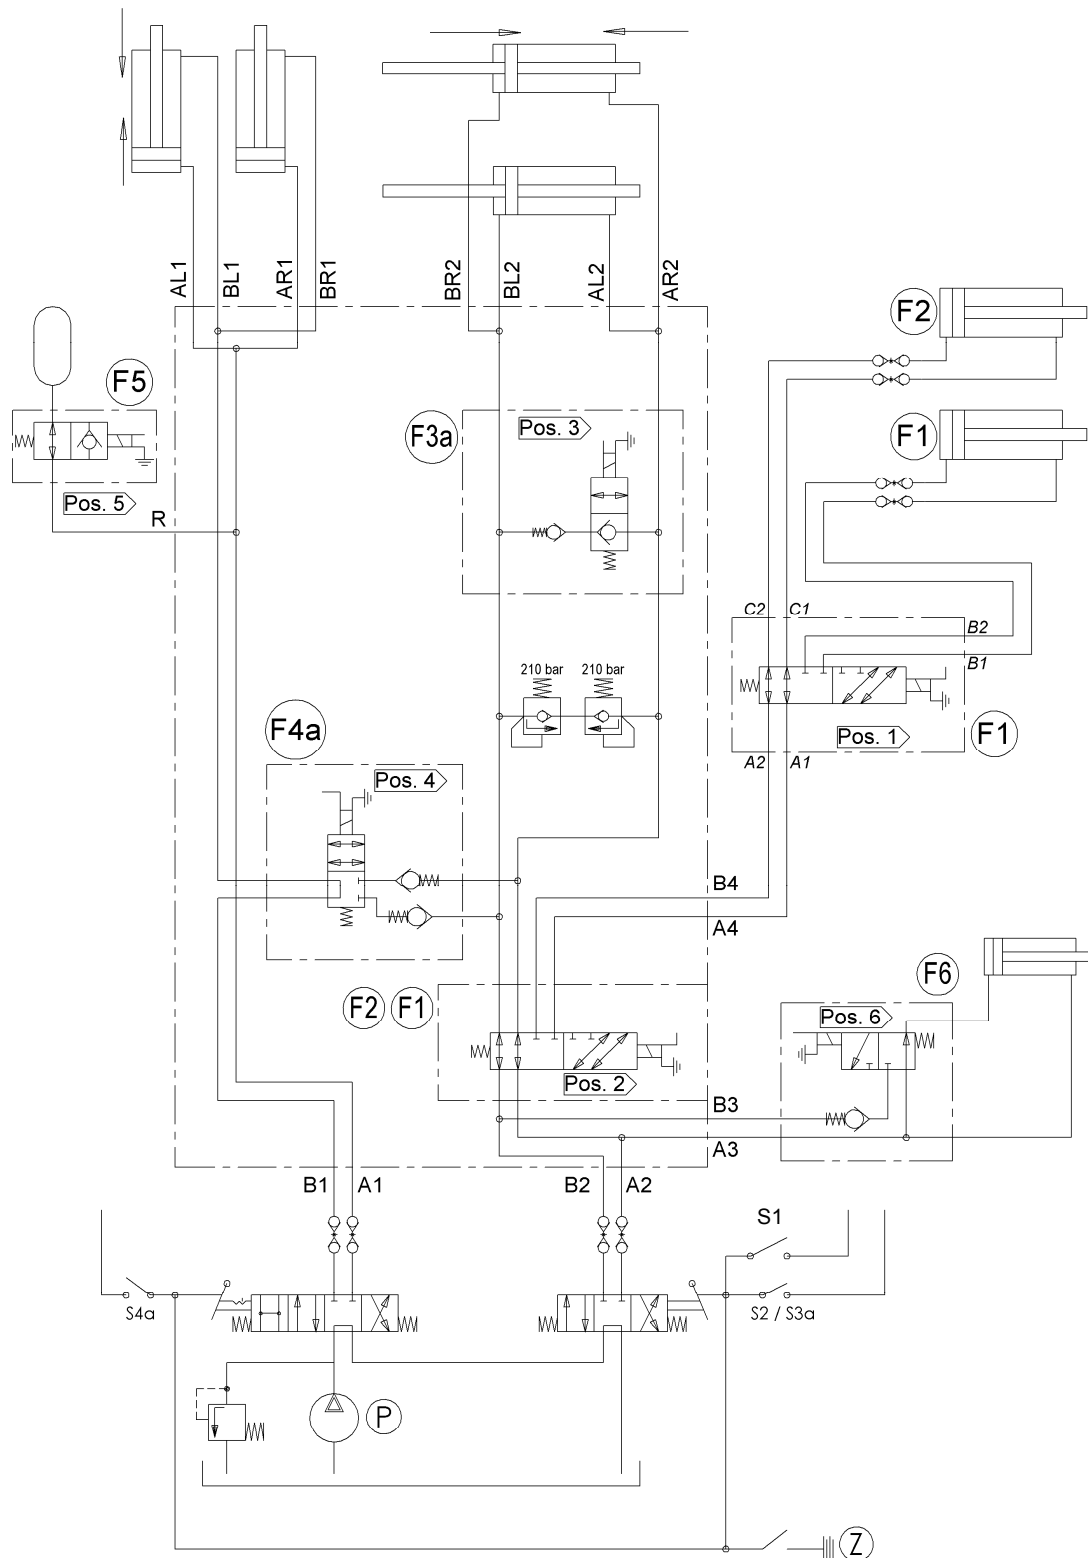 AL1
BL1
AR1
BR1
BR2
BL2
AL2
AR2
F2
F5
Pos. 5
R
F3a
Pos. 3
F1
C2
C1
B2
B1
210 bar
210 bar
F4a
Pos. 4
Pos. 1
F1
A2
A1
B4
A4
F2
F1
F6
Pos. 6
Pos. 2
B3
A3
B1
A1
B2
A2
S1
S4a
S2 / S3a
P
Z